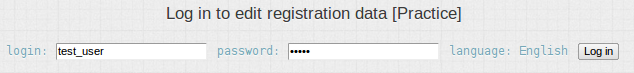 Log in to edit registration data [Practice]
login: test_user password: ••••• language: English Log in